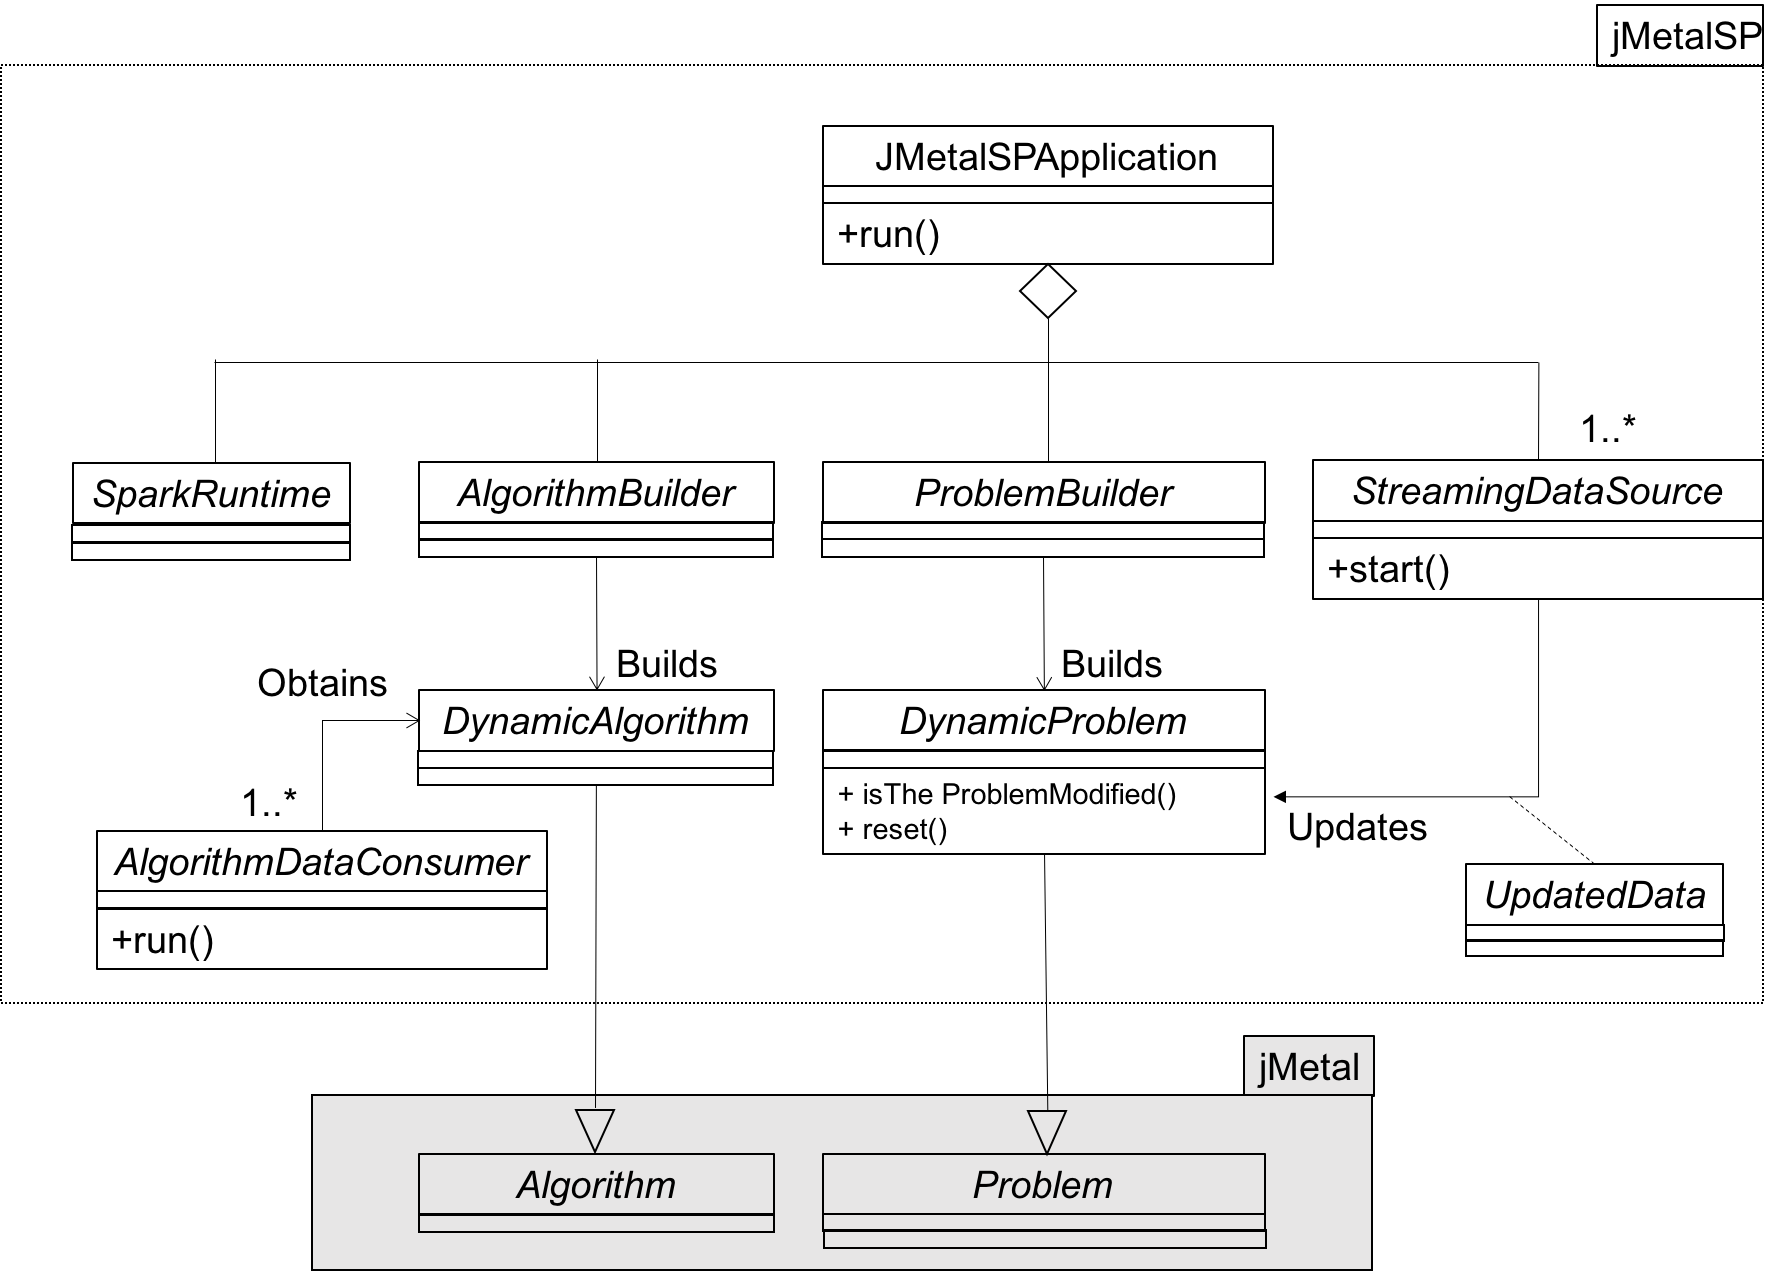 jMetalSP
JMetalSPApplication
+run()
1..*
SparkRuntime
AlgorithmBuilder
ProblemBuilder
StreamingDataSource
+start()
Builds
Builds
Obtains
DynamicAlgorithm
DynamicProblem
+ isThe ProblemModified()
+ reset()
1..*
Updates
AlgorithmDataConsumer
+run()
UpdatedData
jMetal
Algorithm
Problem